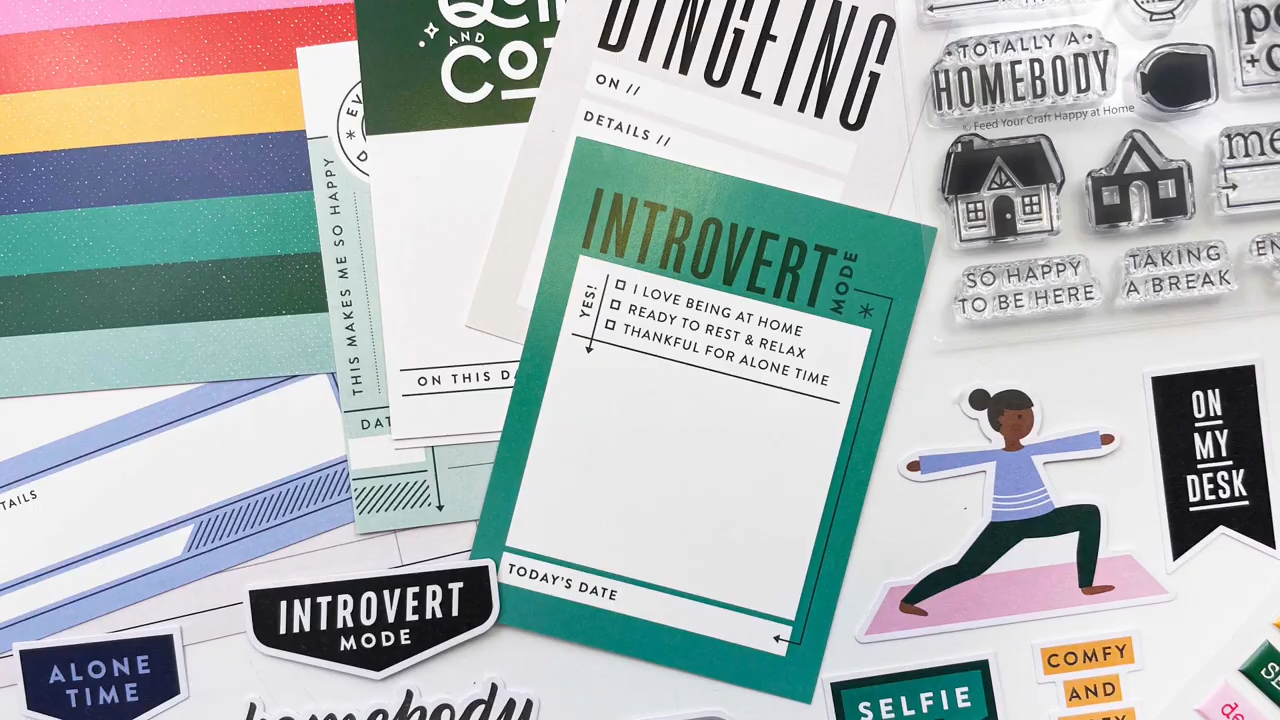 AND
BINGEING
ON //
DETAILS //
THIS MAKES ME SO HAPPY
ON THIS
INTROVERT
MODE
YES!
I LOVE BEING AT HOME
READY TO REST & RELAX
THANKFUL FOR ALONE TIME
TODAY'S DATE
TOTALLY A
HOMEBODY
© Feed Your Craft Happy at Home
SO HAPPY
TO BE HERE
TAKING
A BREAK
ON
MY
DESK
INTROVERT
MODE
ALONE
TIME
homebody
SELFIE
COMFY
AND